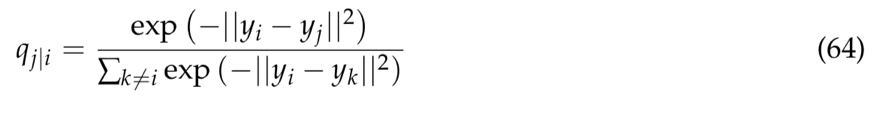 q_{j|i} = \frac{\exp(-||y_i - y_j||^2)}{\sum_{k \neq i} \exp(-||y_i - y_k||^2)} (64)